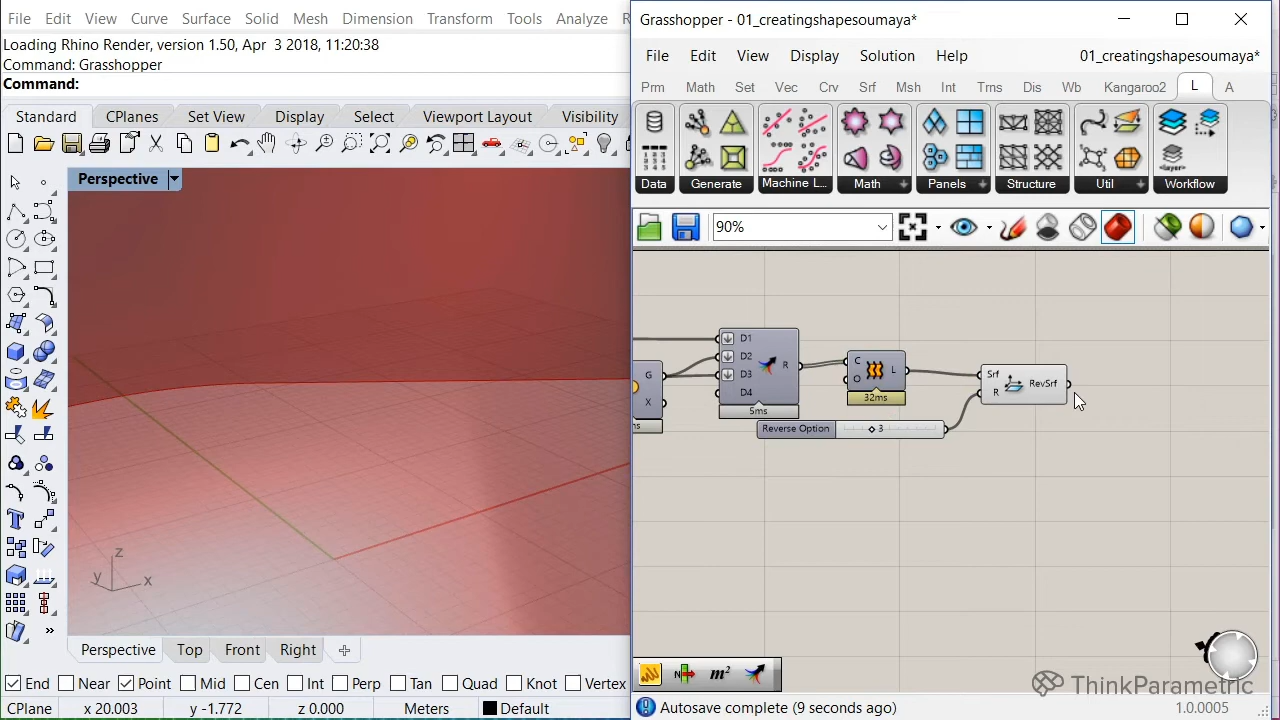 File Edit View Curve Surface Solid Mesh Dimension Transform Tools Analyze
Loading Rhino Render, version 1.50, Apr 3 2018, 11:20:38
Command: Grasshopper
Command:
Standard CPlanes Set View Display Select Viewport Layout Visibility
Perspective
z
y
x
Perspective Top Front Right
End Near Point Mid Cen Int Perp Tan Quad Knot Vertex
CPlane x 20.003 y -1.772 z 0.000 Meters Default
Grasshopper - 01_creatingshapesoumaya*
File Edit View Display Solution Help 01_creatingshapesoumaya*
Prm Math Set Vec Crv Srf Msh Int Trns Dis Wb Kangaroo2 L A
Data Generate Machine L... Math Panels Structure Util Workflow
<layer>
90%
D1
D2
D3
D4
R
5ms
G
X
C
O
L
32ms
Srf
R
RevSrf
Reverse Option 3
m²
ThinkParametric
Autosave complete (9 seconds ago) 1.0.0005